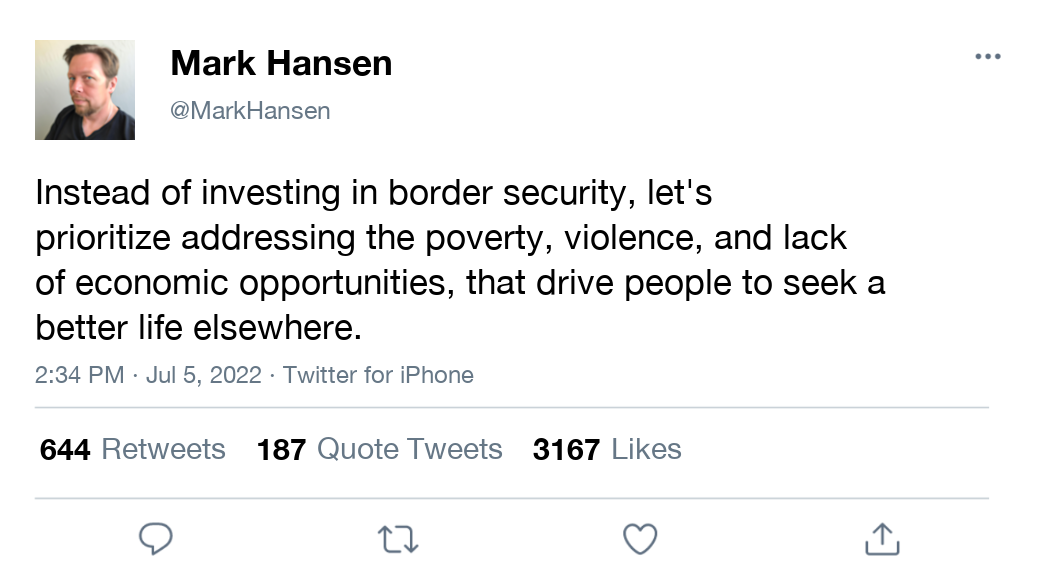 Mark Hansen
@MarkHansen
Instead of investing in border security, let's
prioritize addressing the poverty, violence, and lack
of economic opportunities, that drive people to seek a
better life elsewhere.
2:34 PM · Jul 5, 2022 · Twitter for iPhone
644 Retweets 187 Quote Tweets 3167 Likes